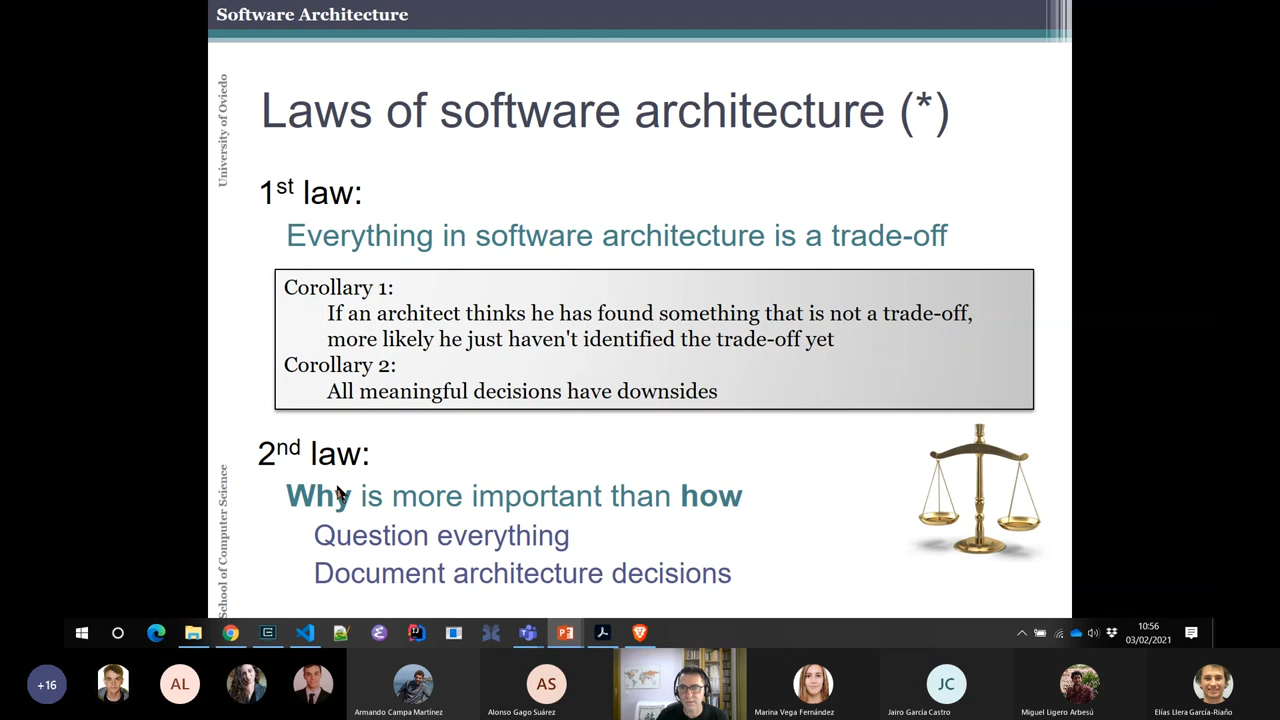 Software Architecture
University of Oviedo
Laws of software architecture (*)
1st law:
Everything in software architecture is a trade-off
Corollary 1:
If an architect thinks he has found something that is not a trade-off,
more likely he just haven't identified the trade-off yet
Corollary 2:
All meaningful decisions have downsides
2nd law:
Why is more important than how
Question everything
Document architecture decisions
School of Computer Science
10:56
03/02/2021
+16
AL
Armando Campa Martínez
AS
Alonso Gago Suárez
Marina Vega Fernández
JC
Jairo García Castro
Miguel Ligero Arbesú
Elías Llera García-Riaño